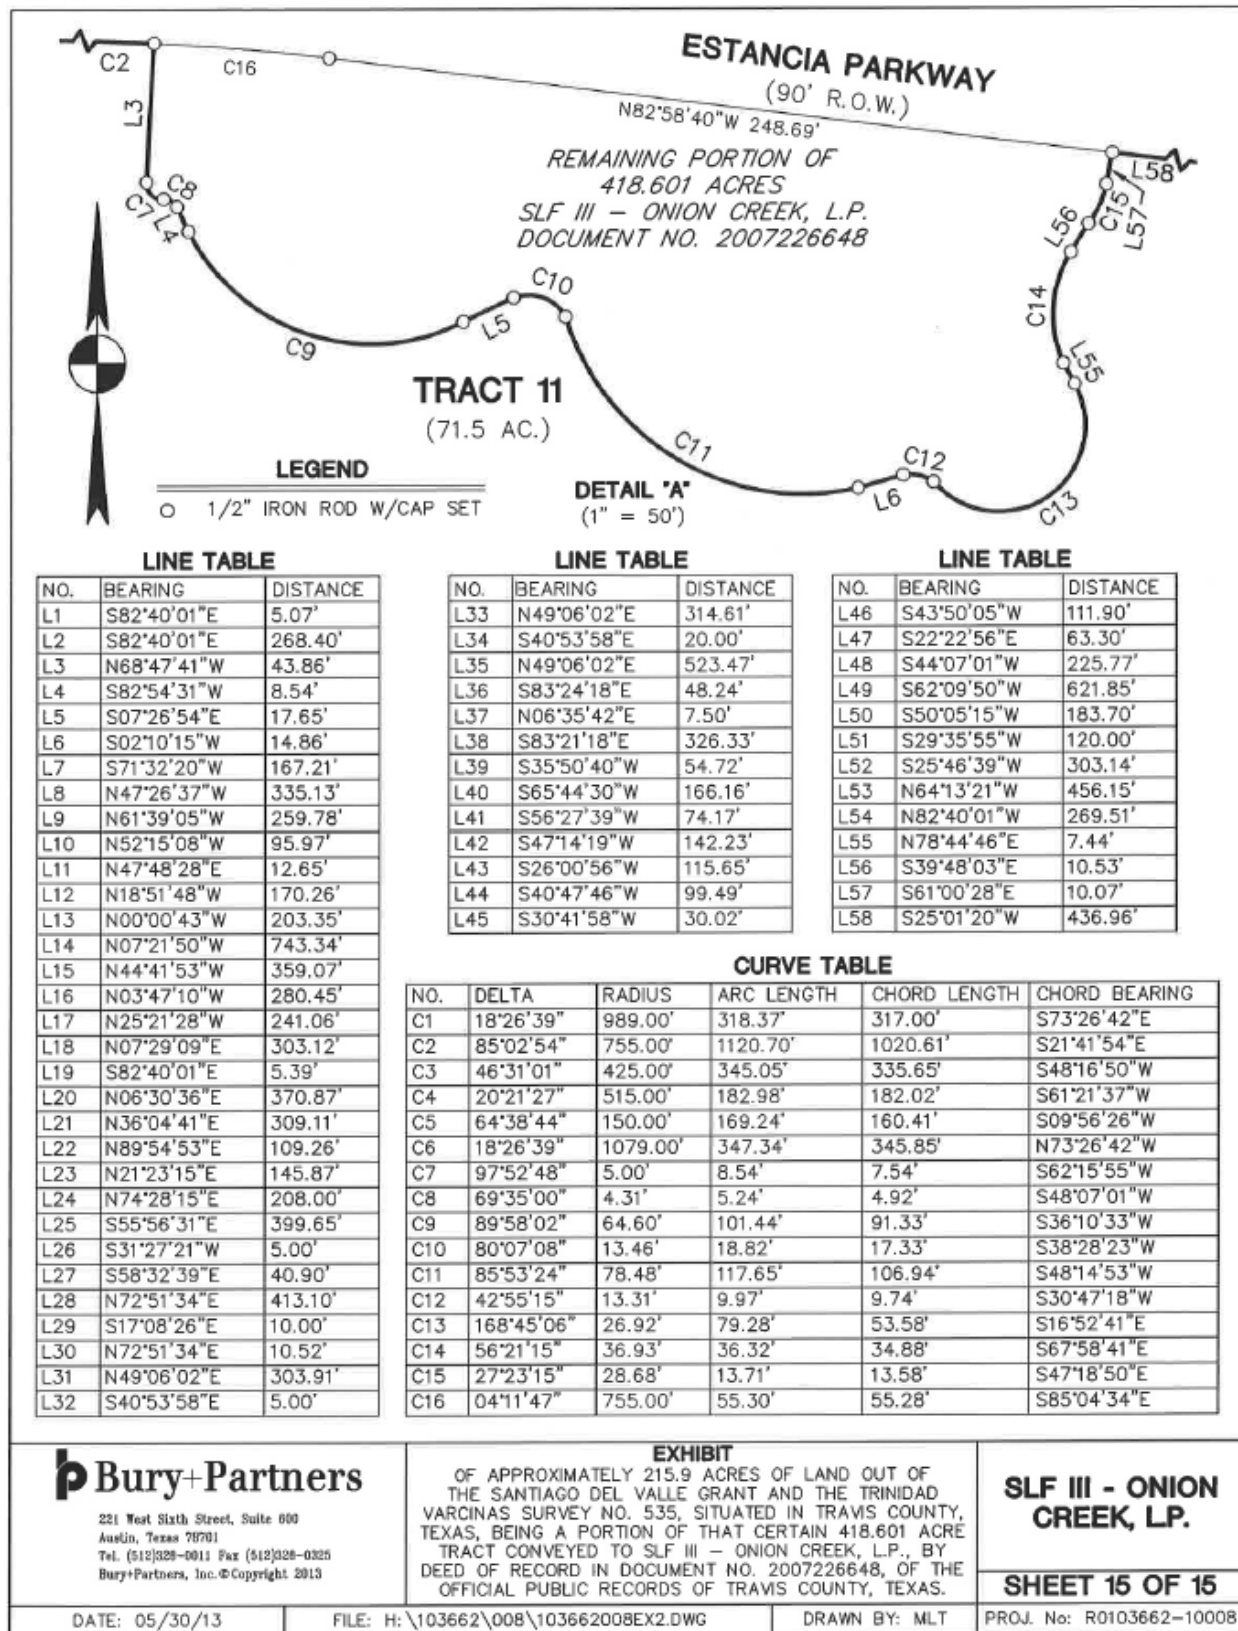 ESTANCIA PARKWAY
(90' R.O.W.)
N82°58'40"W 248.69'
C2
C16
L3
L58
REMAINING PORTION OF
418.601 ACRES
SLF III – ONION CREEK, L.P.
DOCUMENT NO. 2007226648
C8
C7
L4
C15
L57
L56
C10
L5
C9
C14
L55
TRACT 11
(71.5 AC.)
C11
C12
L6
C13
LEGEND
1/2" IRON ROD W/CAP SET
DETAIL "A"
(1" = 50')
LINE TABLE
NO. BEARING DISTANCE
L1 S82°40'01"E 5.07'
L2 S82°40'01"E 268.40'
L3 N68°47'41"W 43.86'
L4 S82°54'31"W 8.54'
L5 S07°26'54"E 17.65'
L6 S02°10'15"W 14.86'
L7 S71°32'20"W 167.21'
L8 N47°26'37"W 335.13'
L9 N61°39'05"W 259.78'
L10 N52°15'08"W 95.97'
L11 N47°48'28"E 12.65'
L12 N18°51'48"W 170.26'
L13 N00°00'43"W 203.35'
L14 N07°21'50"W 743.34'
L15 N44°41'53"W 359.07'
L16 N03°47'10"W 280.45'
L17 N25°21'28"W 241.06'
L18 N07°29'09"E 303.12'
L19 S82°40'01"E 5.39'
L20 N06°30'36"E 370.87'
L21 N36°04'41"E 309.11'
L22 N89°54'53"E 109.26'
L23 N21°23'15"E 145.87'
L24 N74°28'15"E 208.00'
L25 S55°56'31"E 399.65'
L26 S31°27'21"W 5.00'
L27 S58°32'39"E 40.90'
L28 N72°51'34"E 413.10'
L29 S17°08'26"E 10.00'
L30 N72°51'34"E 10.52'
L31 N49°06'02"E 303.91'
L32 S40°53'58"E 5.00'
LINE TABLE
NO. BEARING DISTANCE
L33 N49°06'02"E 314.61'
L34 S40°53'58"E 20.00'
L35 N49°06'02"E 523.47'
L36 S83°24'18"E 48.24'
L37 N06°35'42"E 7.50'
L38 S83°21'18"E 326.33'
L39 S35°50'40"W 54.72'
L40 S65°44'30"W 166.16'
L41 S56°27'39"W 74.17'
L42 S47°14'19"W 142.23'
L43 S26°00'56"W 115.65'
L44 S40°47'46"W 99.49'
L45 S30°41'58"W 30.02'
LINE TABLE
NO. BEARING DISTANCE
L46 S43°50'05"W 111.90'
L47 S22°22'56"E 63.30'
L48 S44°07'01"W 225.77'
L49 S62°09'50"W 621.85'
L50 S50°05'15"W 183.70'
L51 S29°35'55"W 120.00'
L52 S25°46'39"W 303.14'
L53 N64°13'21"W 456.15'
L54 N82°40'01"W 269.51'
L55 N78°44'46"E 7.44'
L56 S39°48'03"E 10.53'
L57 S61°00'28"E 10.07'
L58 S25°01'20"W 436.96'
CURVE TABLE
NO. DELTA RADIUS ARC LENGTH CHORD LENGTH CHORD BEARING
C1 18°26'39" 989.00' 318.37' 317.00' S73°26'42"E
C2 85°02'54" 755.00' 1120.70' 1020.61' S21°41'54"E
C3 46°31'01" 425.00' 345.05' 335.65' S48°16'50"W
C4 20°21'27" 515.00' 182.98' 182.02' S61°21'37"W
C5 64°38'44" 150.00' 169.24' 160.41' S09°56'26"W
C6 18°26'39" 1079.00' 347.34' 345.85' N73°26'42"W
C7 97°52'48" 5.00' 8.54' 7.54' S62°15'55"W
C8 69°35'00" 4.31' 5.24' 4.92' S48°07'01"W
C9 89°58'02" 64.60' 101.44' 91.33' S36°10'33"W
C10 80°07'08" 13.46' 18.82' 17.33' S38°28'23"W
C11 85°53'24" 78.48' 117.65' 106.94' S48°14'53"W
C12 42°55'15" 13.31' 9.97' 9.74' S30°47'18"W
C13 168°45'06" 26.92' 79.28' 53.58' S16°52'41"E
C14 56°21'15" 36.93' 36.32' 34.88' S67°58'41"E
C15 27°23'15" 28.68' 13.71' 13.58' S47°18'50"E
C16 04°11'47" 755.00' 55.30' 55.28' S85°04'34"E
Bury+Partners
221 West Sixth Street, Suite 600
Austin, Texas 78701
Tel. (512)328-0011 Fax (512)328-0325
Bury+Partners, Inc. © Copyright 2013
EXHIBIT
OF APPROXIMATELY 215.9 ACRES OF LAND OUT OF
THE SANTIAGO DEL VALLE GRANT AND THE TRINIDAD
VARCINAS SURVEY NO. 535, SITUATED IN TRAVIS COUNTY,
TEXAS, BEING A PORTION OF THAT CERTAIN 418.601 ACRE
TRACT CONVEYED TO SLF III – ONION CREEK, L.P., BY
DEED OF RECORD IN DOCUMENT NO. 2007226648, OF THE
OFFICIAL PUBLIC RECORDS OF TRAVIS COUNTY, TEXAS.
SLF III - ONION
CREEK, L.P.
SHEET 15 OF 15
DATE: 05/30/13
FILE: H:\103662\008\103662008EX2.DWG
DRAWN BY: MLT
PROJ. No: R0103662-10008